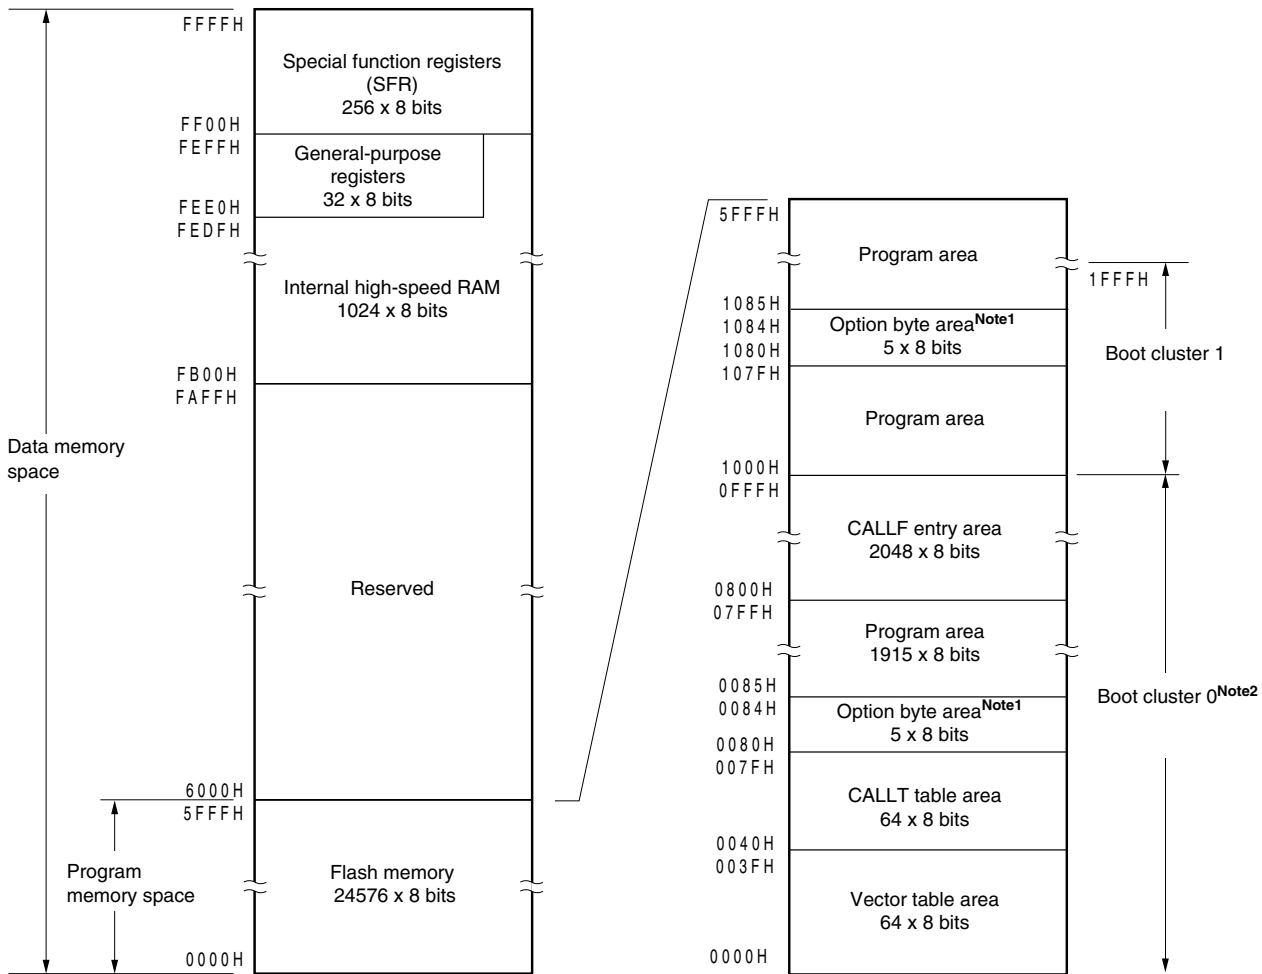 FFFFH
Special function registers
(SFR)
256 x 8 bits
FF00H
FEFFH
General-purpose
registers
32 x 8 bits
FEE0H
FEDFH
Internal high-speed RAM
1024 x 8 bits
FB00H
FAFFH
Data memory
space
Reserved
6000H
5FFFH
Program
memory space
Flash memory
24576 x 8 bits
0000H
5FFFH
Program area
1FFFH
1085H
1084H
Option byte areaNote1
5 x 8 bits
1080H
107FH
Boot cluster 1
Program area
1000H
0FFFH
CALLF entry area
2048 x 8 bits
0800H
07FFH
Program area
1915 x 8 bits
0085H
0084H
Option byte areaNote1
5 x 8 bits
Boot cluster 0Note2
0080H
007FH
CALLT table area
64 x 8 bits
0040H
003FH
Vector table area
64 x 8 bits
0000H